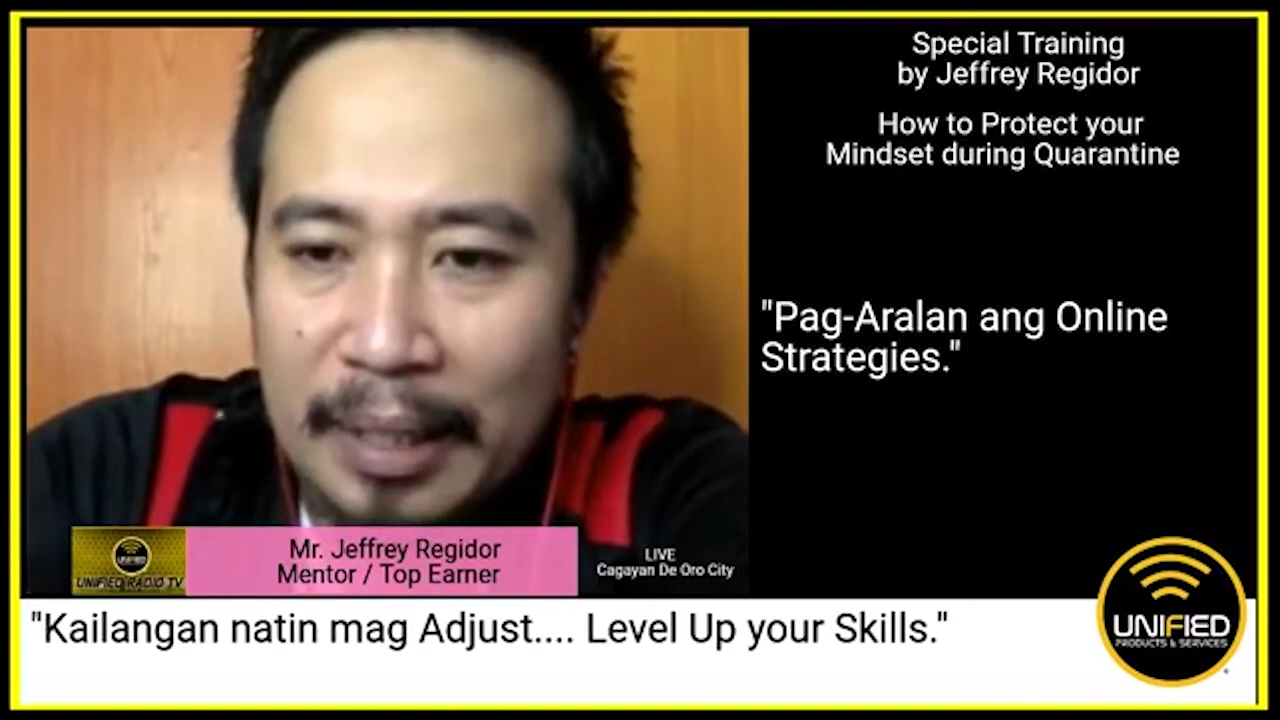 Special Training
by Jeffrey Regidor
How to Protect your
Mindset during Quarantine
"Pag-Aralan ang Online
Strategies."
UNIFIED
UNIFIED RADIO TV
Mr. Jeffrey Regidor
Mentor / Top Earner
LIVE
Cagayan De Oro City
"Kailangan natin mag Adjust.... Level Up your Skills."
UNIFIED
PRODUCTS & SERVICES